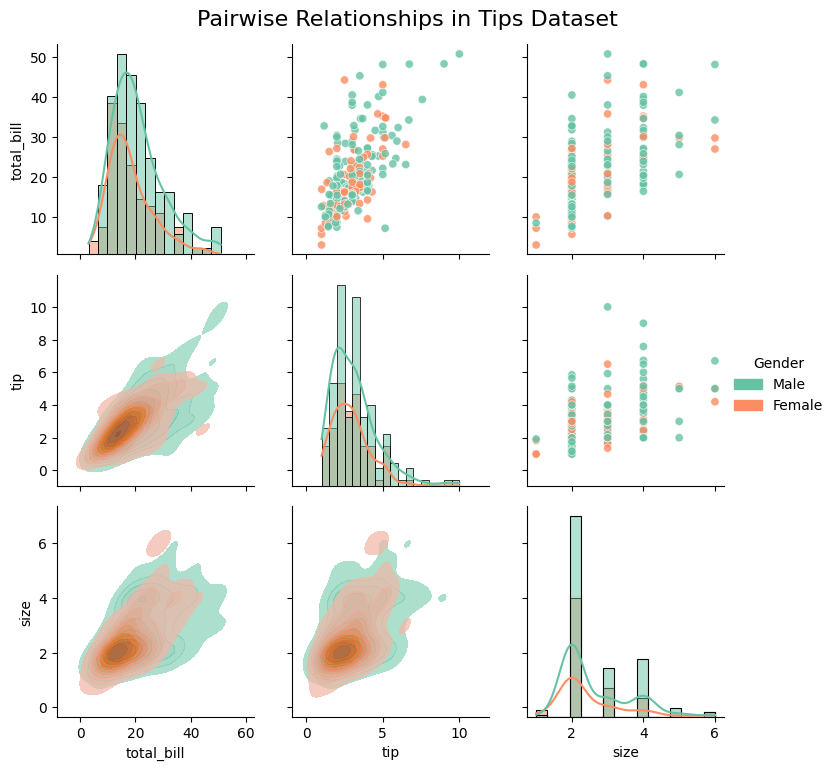 Pairwise Relationships in Tips Dataset
50
40
30
20
10
total_bill
10
8
6
4
2
0
tip
Gender
Male
Female
6
4
2
0
size
0 20 40 60
0 5 10
2 4 6
total_bill tip size